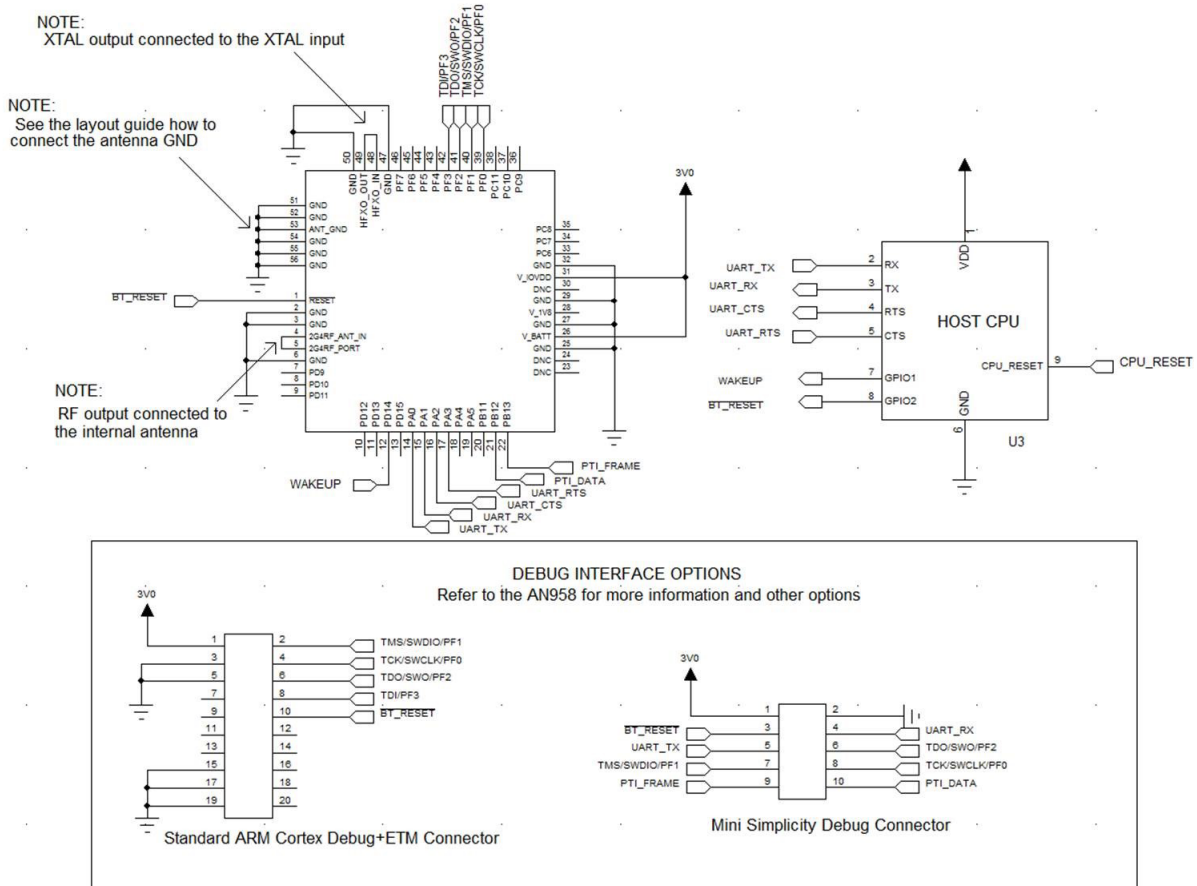 NOTE:
XTAL output connected to the XTAL input
NOTE:
See the layout guide how to
connect the antenna GND
TDI/PF3
TDO/SWO/PF2
TMS/SWDIO/PF1
TCK/SWCLK/PF0
50 49 48 47 46 45 44 43 42 41 40 39 38 37 36
GND HFXO_OUT HFXO_IN GND PF7 PF6 PF5 PF4 PF3 PF2 PF1 PF0 PC11 PC10 PC9
51 GND
52 GND
53 ANT_GND
54 GND
55 GND
56 GND
BT_RESET 1 RESET
2 GND
3 GND
4 2G4RF_ANT_IN
5 2G4RF_PORT
6 GND
7 PD9
8 PD10
9 PD11
NOTE:
RF output connected to
the internal antenna
3V0
PC8 35
PC7 34
PC6 33
GND 32
V_IOVDD 31
DNC 30
GND 29
V_1V8 28
GND 27
V_BATT 26
GND 25
DNC 24
DNC 23
PD12 PD13 PD14 PD15 PA0 PA1 PA2 PA3 PA4 PA5 PB11 PB12 PB13
10 11 12 13 14 15 16 17 18 19 20 21 22
WAKEUP
PTI_FRAME
PTI_DATA
UART_RTS
UART_CTS
UART_RX
UART_TX
1
VDD
UART_TX 2 RX
UART_RX 3 TX
UART_CTS 4 RTS
UART_RTS 5 CTS
HOST CPU
CPU_RESET 9 CPU_RESET
WAKEUP 7 GPIO1
BT_RESET 8 GPIO2
GND
6
U3
DEBUG INTERFACE OPTIONS
Refer to the AN958 for more information and other options
3V0
1 2 TMS/SWDIO/PF1
3 4 TCK/SWCLK/PF0
5 6 TDO/SWO/PF2
7 8 TDI/PF3
9 10 BT_RESET
11 12
13 14
15 16
17 18
19 20
Standard ARM Cortex Debug+ETM Connector
3V0
1 2
BT_RESET 3 4 UART_RX
UART_TX 5 6 TDO/SWO/PF2
TMS/SWDIO/PF1 7 8 TCK/SWCLK/PF0
PTI_FRAME 9 10 PTI_DATA
Mini Simplicity Debug Connector